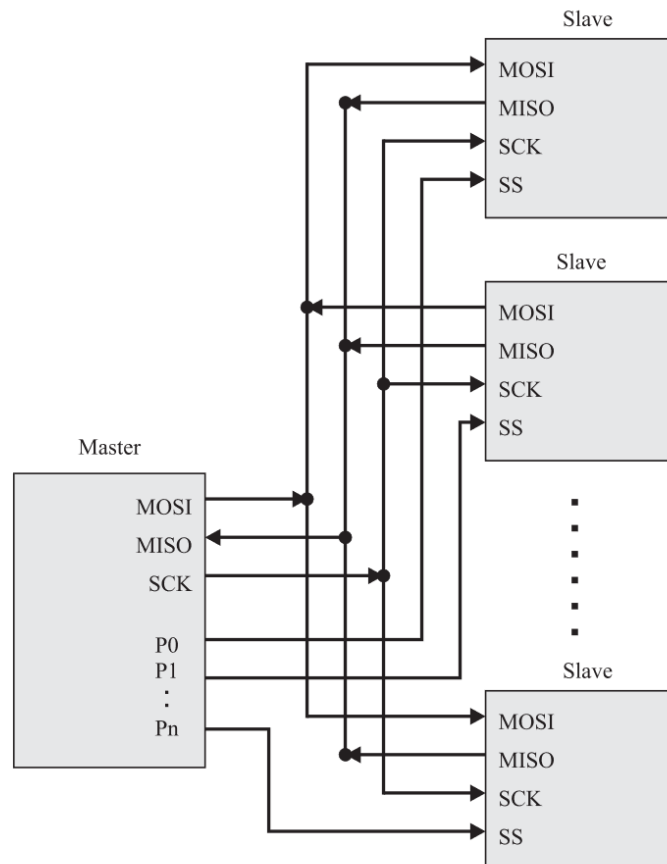 Slave
MOSI
MISO
SCK
SS
Slave
MOSI
MISO
SCK
SS
Master
MOSI
MISO
SCK
P0
P1
Pn
Slave
MOSI
MISO
SCK
SS